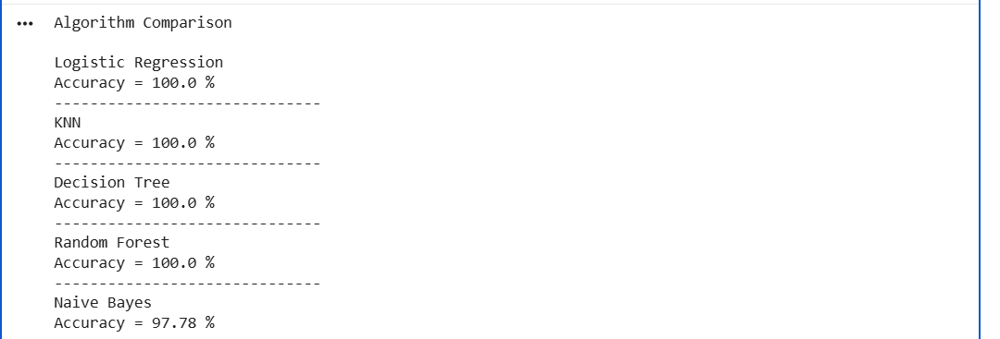 Algorithm Comparison
Logistic Regression
Accuracy = 100.0 %
------------------------------
KNN
Accuracy = 100.0 %
------------------------------
Decision Tree
Accuracy = 100.0 %
------------------------------
Random Forest
Accuracy = 100.0 %
------------------------------
Naive Bayes
Accuracy = 97.78 %